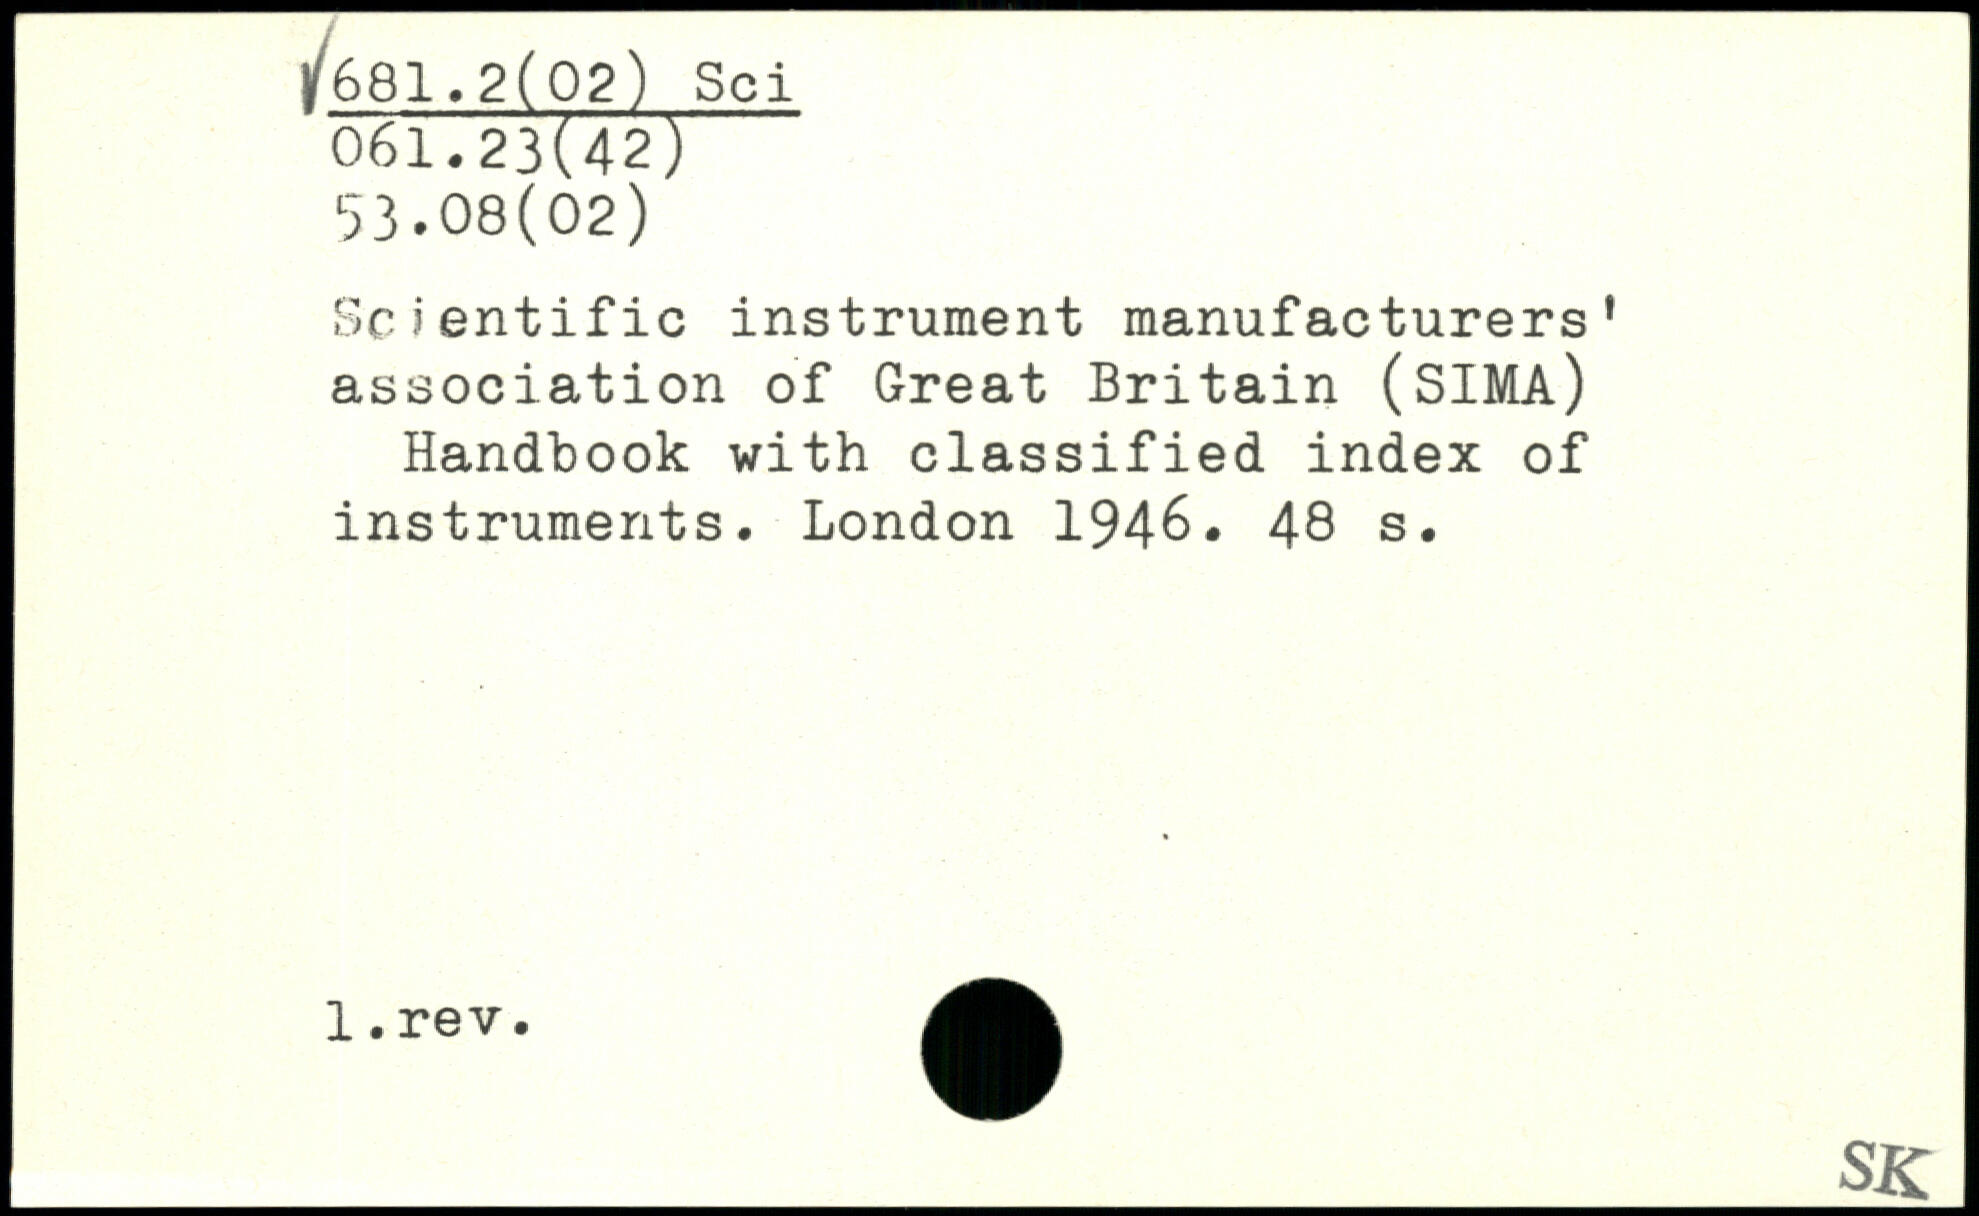 681.2(02) Sci
061.23(42)
53.08(02)
Scientific instrument manufacturers'
association of Great Britain (SIMA)
Handbook with classified index of
instruments. London 1946. 48 s.
1.rev.
SK